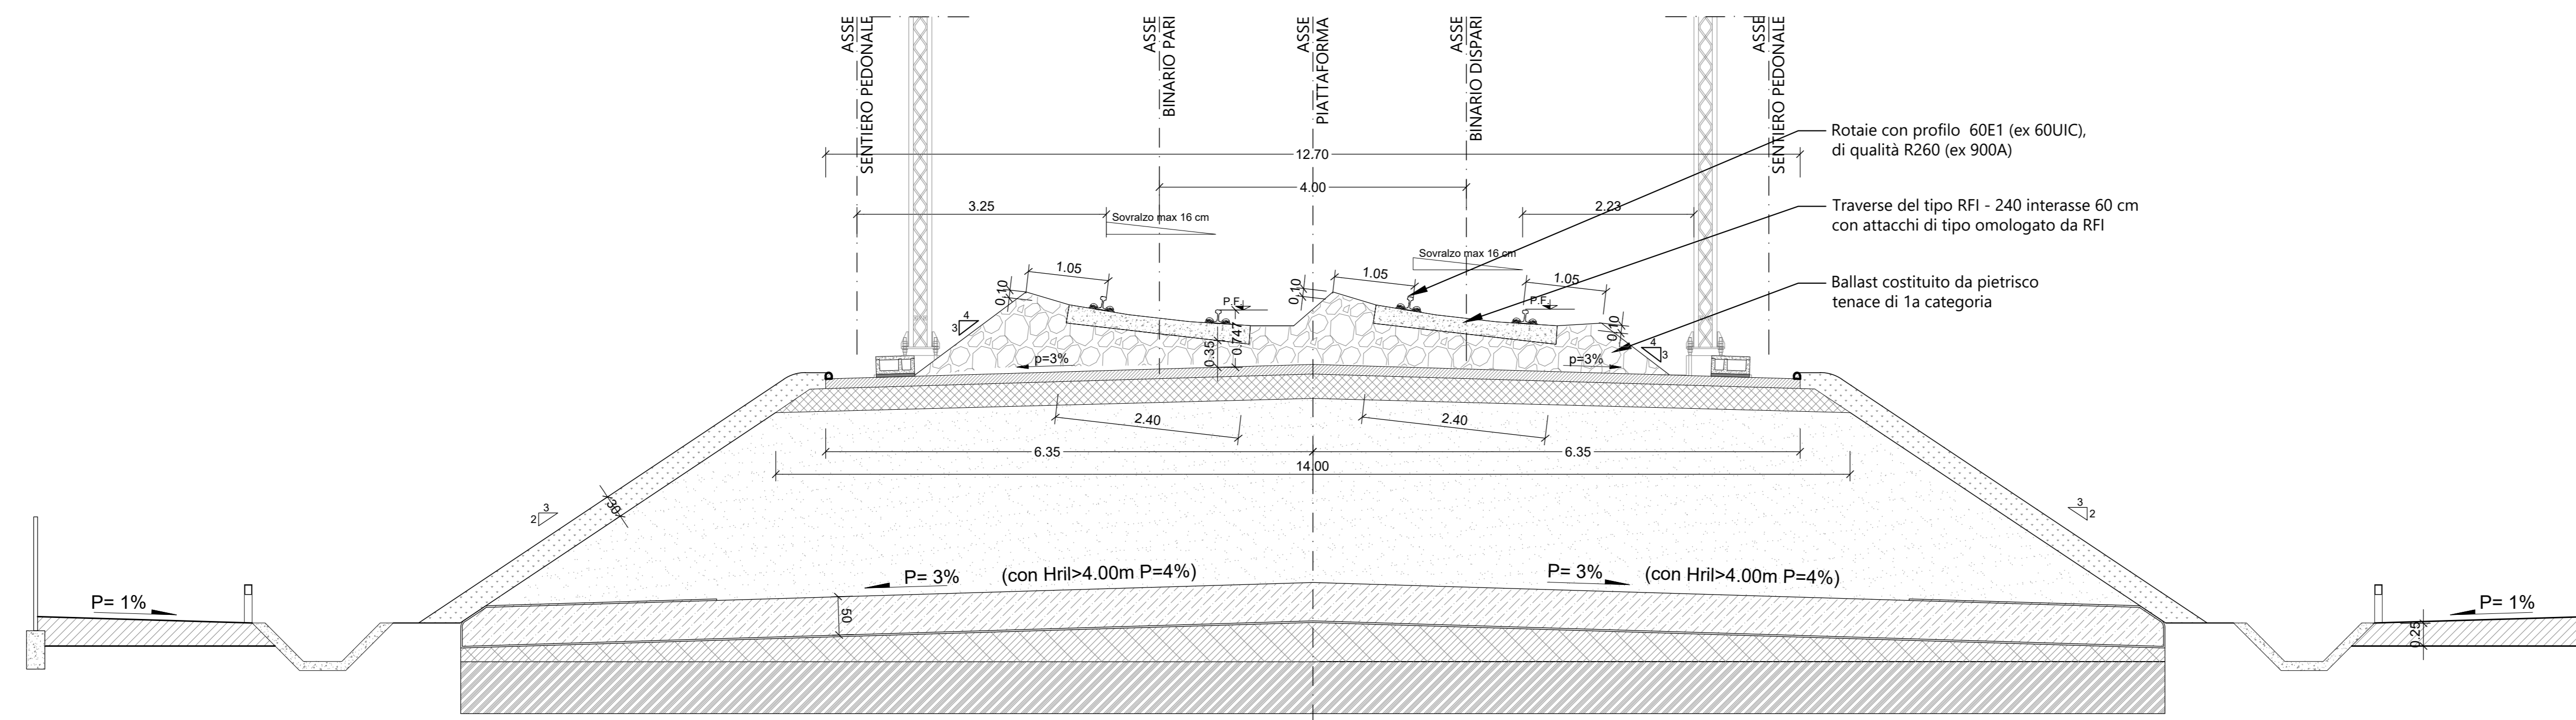 ASSE
SENTIERO PEDONALE
ASSE
BINARIO PARI
ASSE
PIATTAFORMA
ASSE
BINARIO DISPARI
ASSE
SENTIERO PEDONALE
Rotaie con profilo 60E1 (ex 60UIC),
di qualità R260 (ex 900A)
12.70
4.00
3.25
Sovralzo max 16 cm
2.23
Traverse del tipo RFI - 240 interasse 60 cm
con attacchi di tipo omologato da RFI
Sovralzo max 16 cm
1.05
1.05
1.05
Ballast costituito da pietrisco
tenace di 1a categoria
0.10
0.10
P.F.
P.F.
4
3
0.35
0.747
0.10
4
3
p=3%
p=3%
2.40
2.40
6.35
6.35
14.00
30
3
2
3
2
P= 3%
(con Hril>4.00m P=4%)
P= 3%
(con Hril>4.00m P=4%)
P= 1%
50
P= 1%
0.25